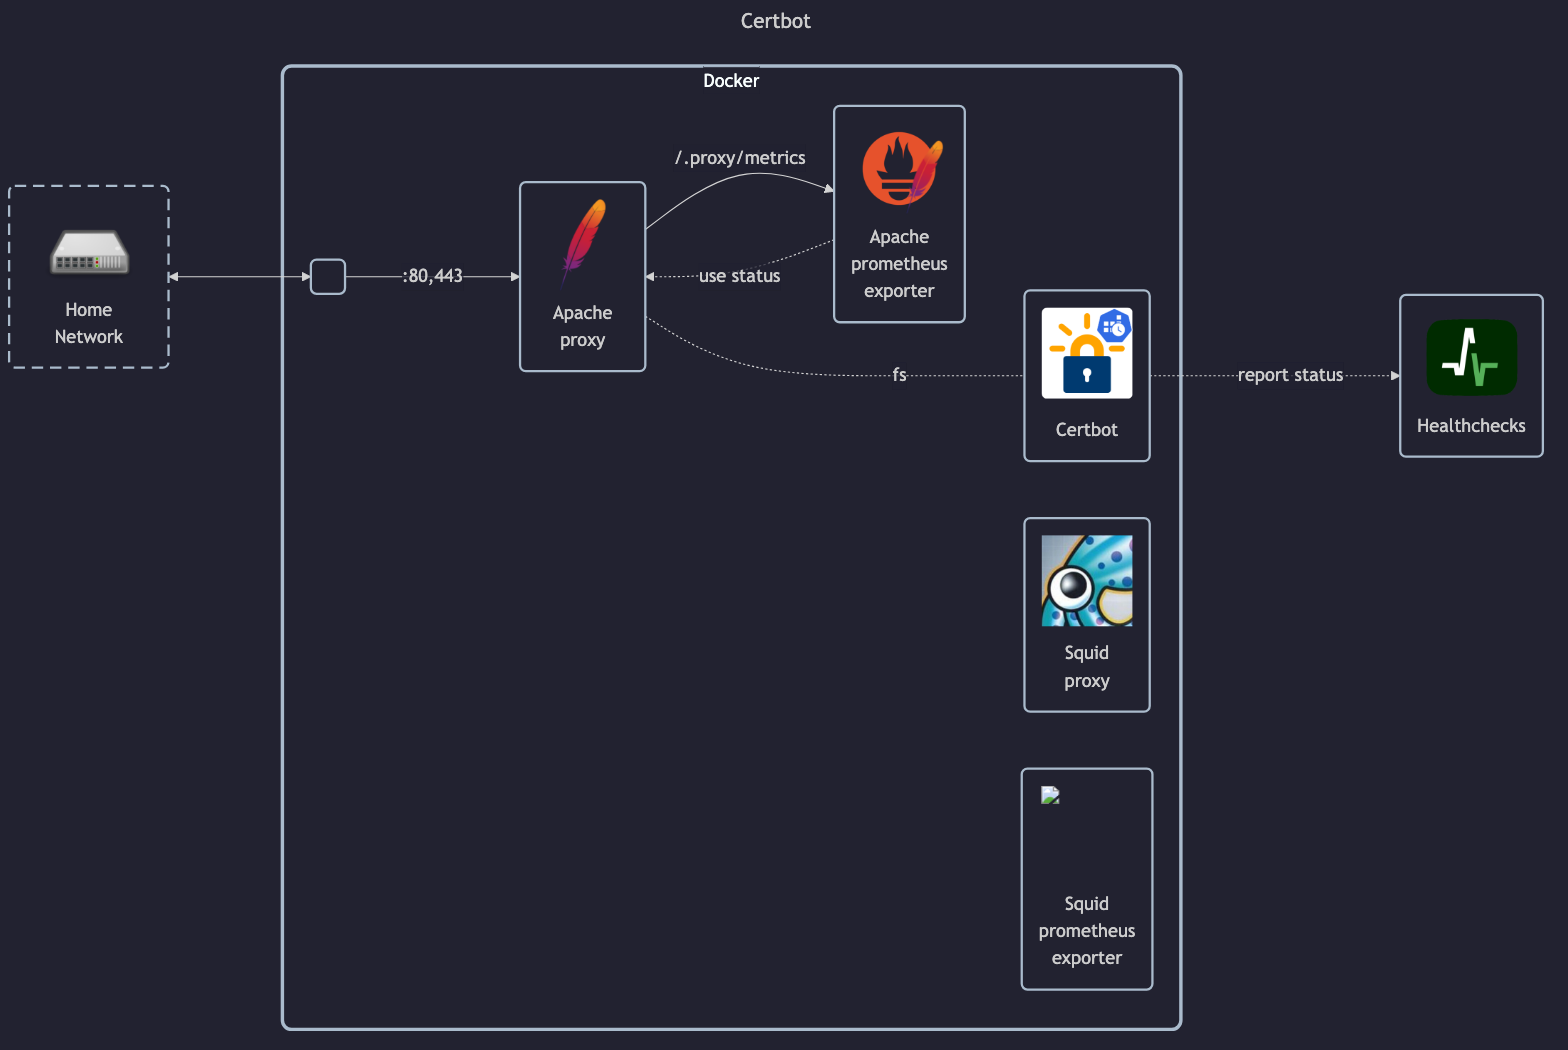 Certbot
Docker
/.proxy/metrics
Apache
prometheus
exporter
Home
Network
:80,443
Apache
proxy
use status
fs
Certbot
report status
Healthchecks
Squid
proxy
Squid
prometheus
exporter